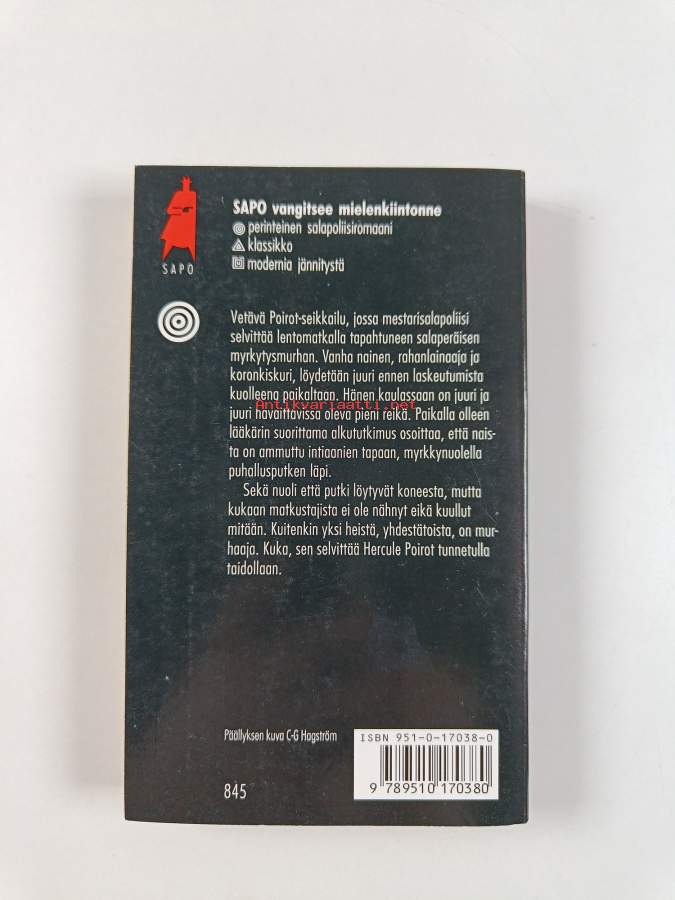 SAPO vangitsee mielenkiintonne
perinteinen salapoliisiromaani
klassikko
modernia jännitystä
SAPO
Vetävä Poirot-seikkailu, jossa mestarisalapoliisi
selvittää lentomatkalla tapahtuneen salaperäisen
myrkytysmurhan. Vanha nainen, rahanlainaaja ja
koronkiskuri, löydetään juuri ennen laskeutumista
kuolleena paikaltaan. Hänen kaulassaan on juuri ja
Antikvariaatti.net
juuri havaittavissa oleva pieni reikä. Paikalla olleen
lääkärin suorittama alkututkimus osoittaa, että nais-
ta on ammuttu intiaanien tapaan, myrkkynuolella
puhallusputken läpi.
Sekä nuoli että putki löytyvät koneesta, mutta
kukaan matkustajista ei ole nähnyt eikä kuullut
mitään. Kuitenkin yksi heistä, yhdestätoista, on mur-
haaja. Kuka, sen selvittää Hercule Poirot tunnetulla
taidollaan.
Päällyksen kuva C-G Hagström
845
ISBN 951-0-17038-0
9 789510 170380